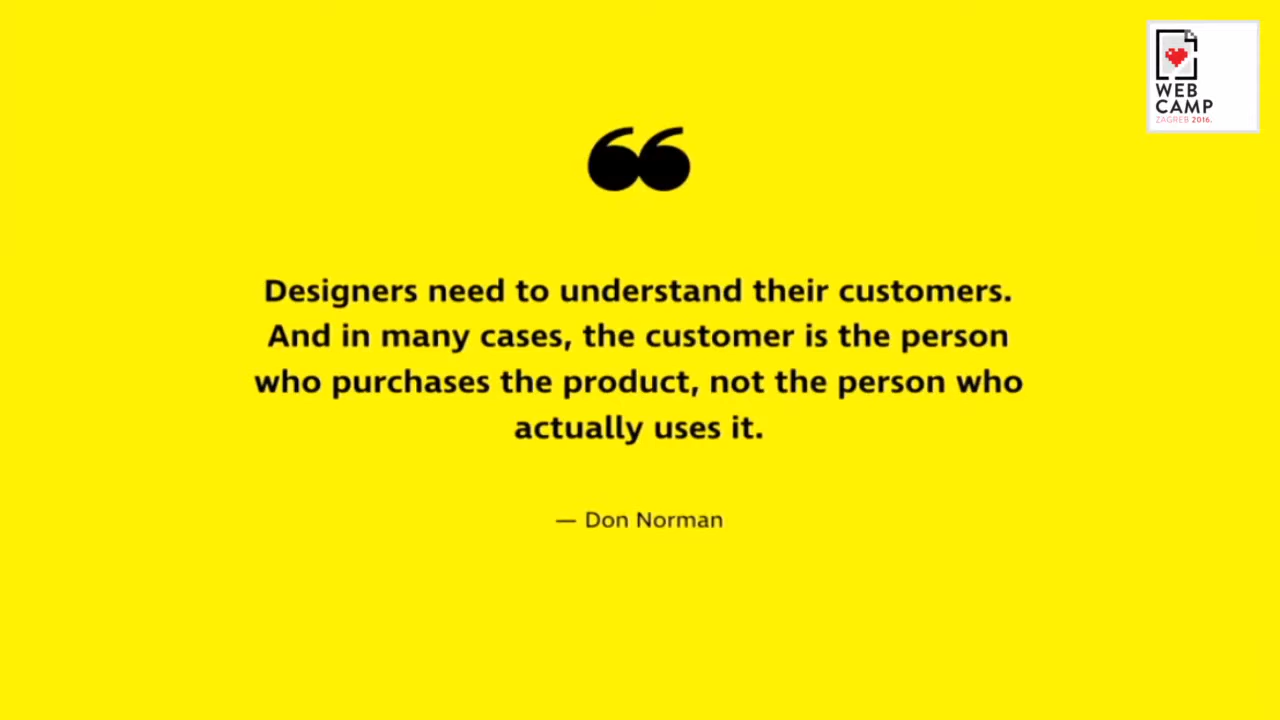 WEB
CAMP
ZAGREB 2016.
“
Designers need to understand their customers.
And in many cases, the customer is the person
who purchases the product, not the person who
actually uses it.
— Don Norman